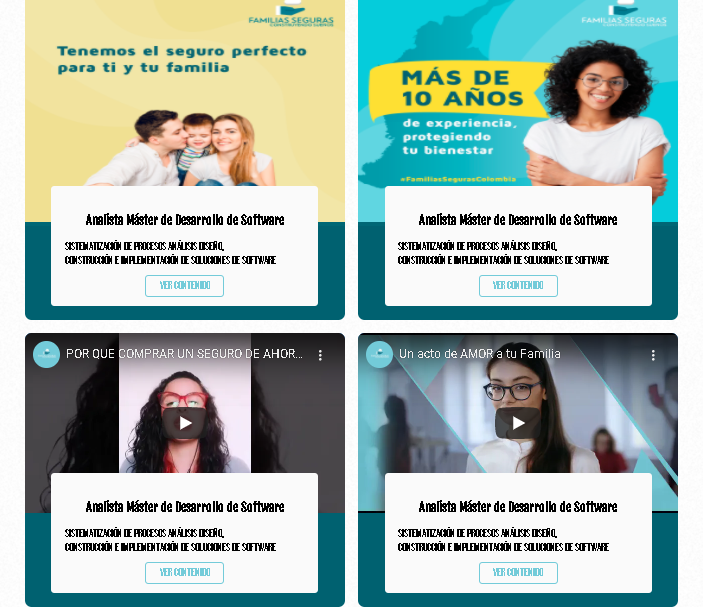 FAMILIAS SEGURAS
CONSTRUYENDO SUEÑOS
Tenemos el seguro perfecto
para ti y tu familia
Analista Máster de Desarrollo de Software
SISTEMATIZACIÓN DE PROCESOS ANÁLISIS DISEÑO,
CONSTRUCCIÓN E IMPLEMENTACIÓN DE SOLUCIONES DE SOFTWARE
VER CONTENIDO
FAMILIAS SEGURAS
CONSTRUYENDO SUEÑOS
MÁS DE
10 AÑOS
de experiencia,
protegiendo
tu bienestar
#FamiliasSegurasColombia
Analista Máster de Desarrollo de Software
SISTEMATIZACIÓN DE PROCESOS ANÁLISIS DISEÑO,
CONSTRUCCIÓN E IMPLEMENTACIÓN DE SOLUCIONES DE SOFTWARE
VER CONTENIDO
POR QUE COMPRAR UN SEGURO DE AHOR...
Analista Máster de Desarrollo de Software
SISTEMATIZACIÓN DE PROCESOS ANÁLISIS DISEÑO,
CONSTRUCCIÓN E IMPLEMENTACIÓN DE SOLUCIONES DE SOFTWARE
VER CONTENIDO
Un acto de AMOR a tu Familia
Analista Máster de Desarrollo de Software
SISTEMATIZACIÓN DE PROCESOS ANÁLISIS DISEÑO,
CONSTRUCCIÓN E IMPLEMENTACIÓN DE SOLUCIONES DE SOFTWARE
VER CONTENIDO